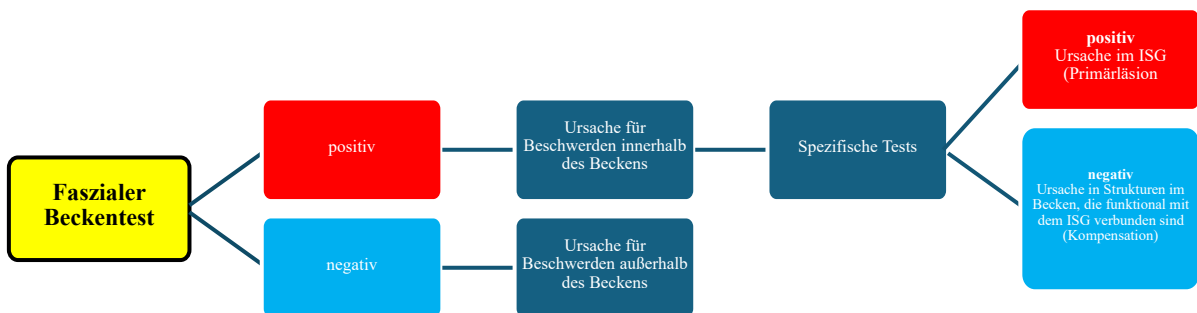 Faszialer
Beckentest
positiv
Ursache für
Beschwerden innerhalb
des Beckens
Spezifische Tests
positiv
Ursache im ISG
(Primärläsion
negativ
Ursache in Strukturen im
Becken, die funktional mit
dem ISG verbunden sind
(Kompensation)
negativ
Ursache für
Beschwerden außerhalb
des Beckens